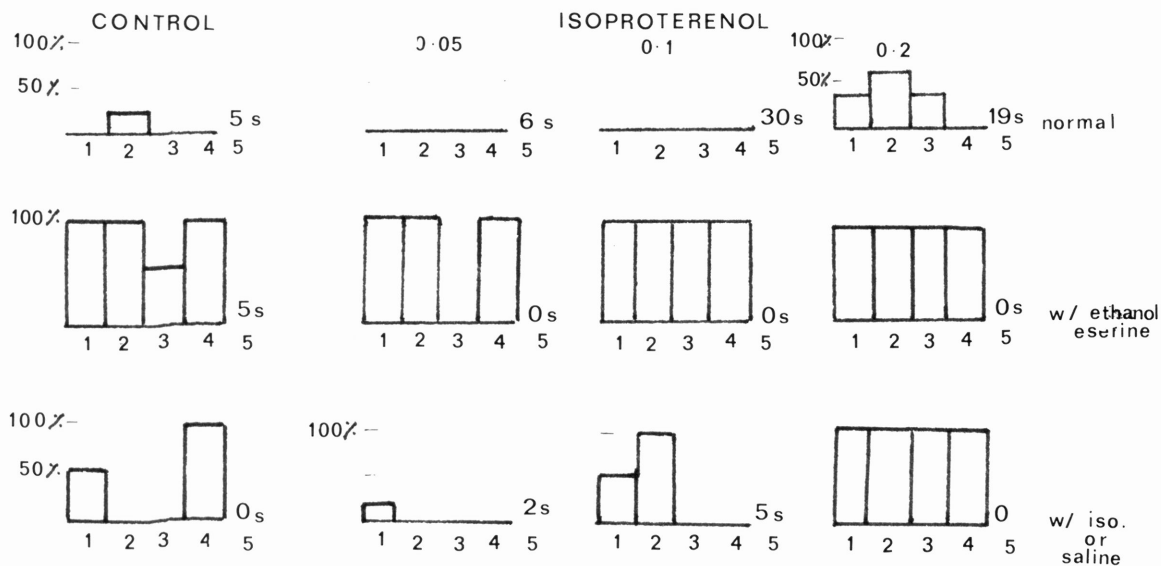 CONTROL
ISOPROTERENOL
100%
0·05
0·1
100%
0·2
50%
50%
5 s
6 s
30s
19s
normal
1 2 3 4 5
1 2 3 4 5
1 2 3 4 5
1 2 3 4 5
100%
5s
0s
0s
0s
w/ ethanol
eserine
1 2 3 4 5
1 2 3 4 5
1 2 3 4 5
1 2 3 4 5
100%
100%
50%
0s
2s
5s
0
w/ iso.
or
saline
1 2 3 4 5
1 2 3 4 5
1 2 3 4 5
1 2 3 4 5